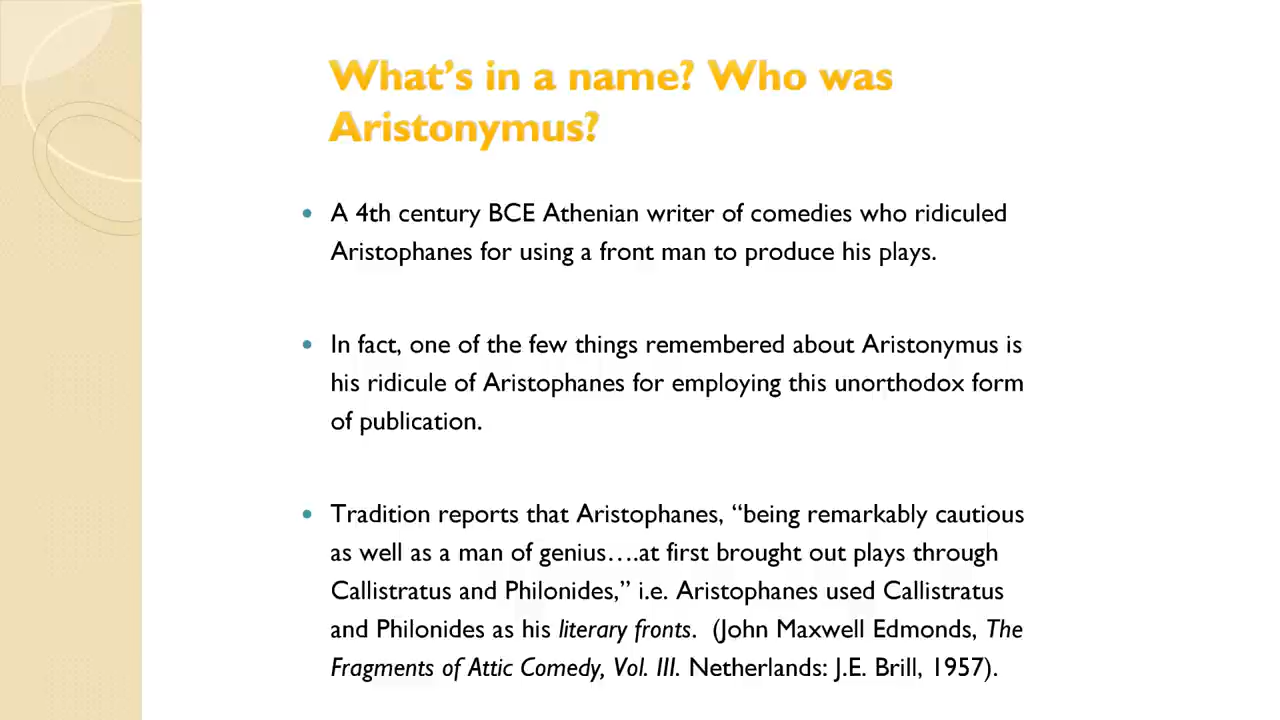 What's in a name? Who was
Aristonymus?
• A 4th century BCE Athenian writer of comedies who ridiculed
Aristophanes for using a front man to produce his plays.
• In fact, one of the few things remembered about Aristonymus is
his ridicule of Aristophanes for employing this unorthodox form
of publication.
• Tradition reports that Aristophanes, “being remarkably cautious
as well as a man of genius….at first brought out plays through
Callistratus and Philonides,” i.e. Aristophanes used Callistratus
and Philonides as his literary fronts. (John Maxwell Edmonds, The
Fragments of Attic Comedy, Vol. III. Netherlands: J.E. Brill, 1957).